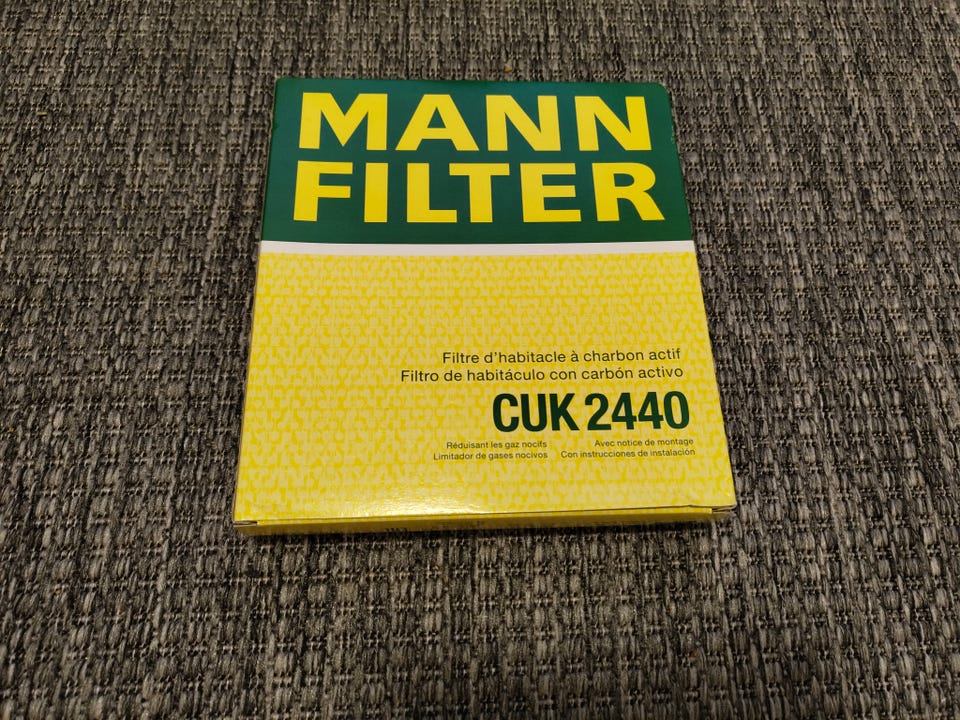 MANN
FILTER
Filtre d'habitacle à charbon actif
Filtro de habitáculo con carbón activo
CUK 2440
Réduisant les gaz nocifs
Limitador de gases nocivos
Avec notice de montage
Con instrucciones de instalación